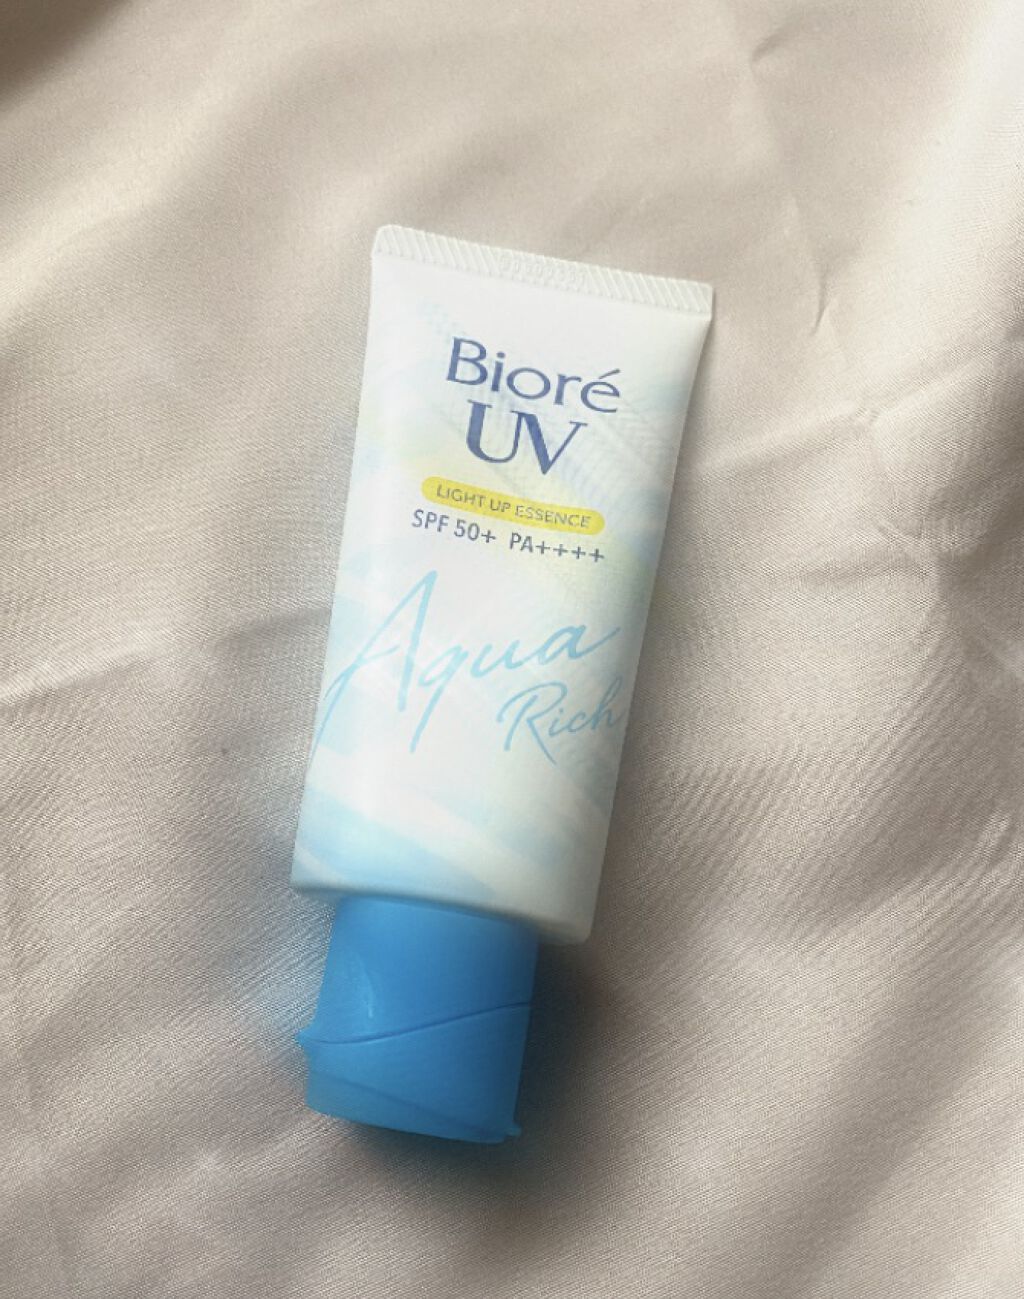 Bioré
UV
LIGHT UP ESSENCE
SPF 50+ PA++++
Aqua
Rich